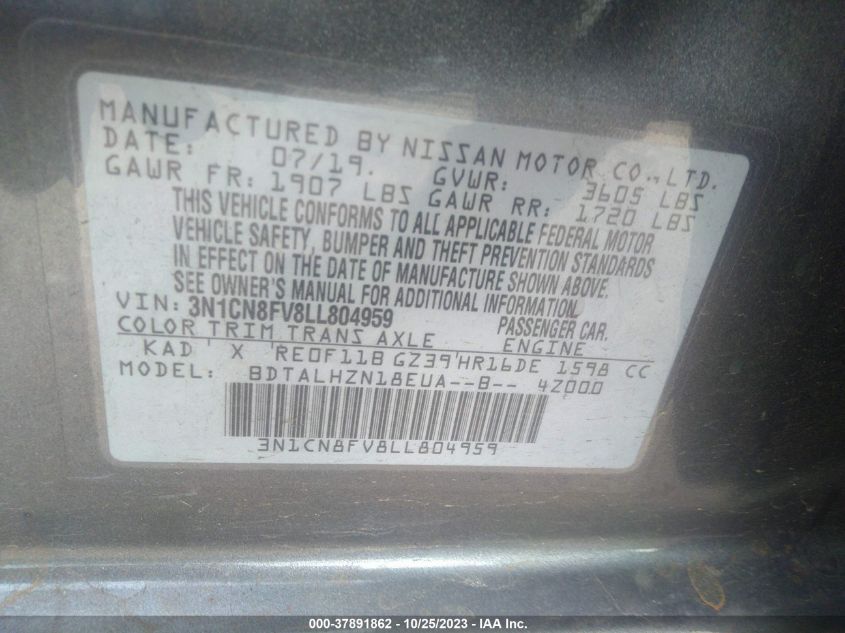 MANUFACTURED BY NISSAN MOTOR CO., LTD.
DATE: 07/19. GVWR: 3605 LBS
GAWR FR: 1907 LBS GAWR RR: 1720 LBS
THIS VEHICLE CONFORMS TO ALL APPLICABLE FEDERAL MOTOR
VEHICLE SAFETY, BUMPER AND THEFT PREVENTION STANDARDS
IN EFFECT ON THE DATE OF MANUFACTURE SHOWN ABOVE.
SEE OWNER'S MANUAL FOR ADDITIONAL INFORMATION.
VIN: 3N1CN8FV8LL804959 PASSENGER CAR.
COLOR TRIM TRANS AXLE ENGINE
KAD X RE0F11B GZ39 HR16DE 1598 CC
MODEL: BDTALHZN18EUA--B-- 4Z000
3N1CN8FV8LL804959
000-37891862 - 10/25/2023 - IAA Inc.